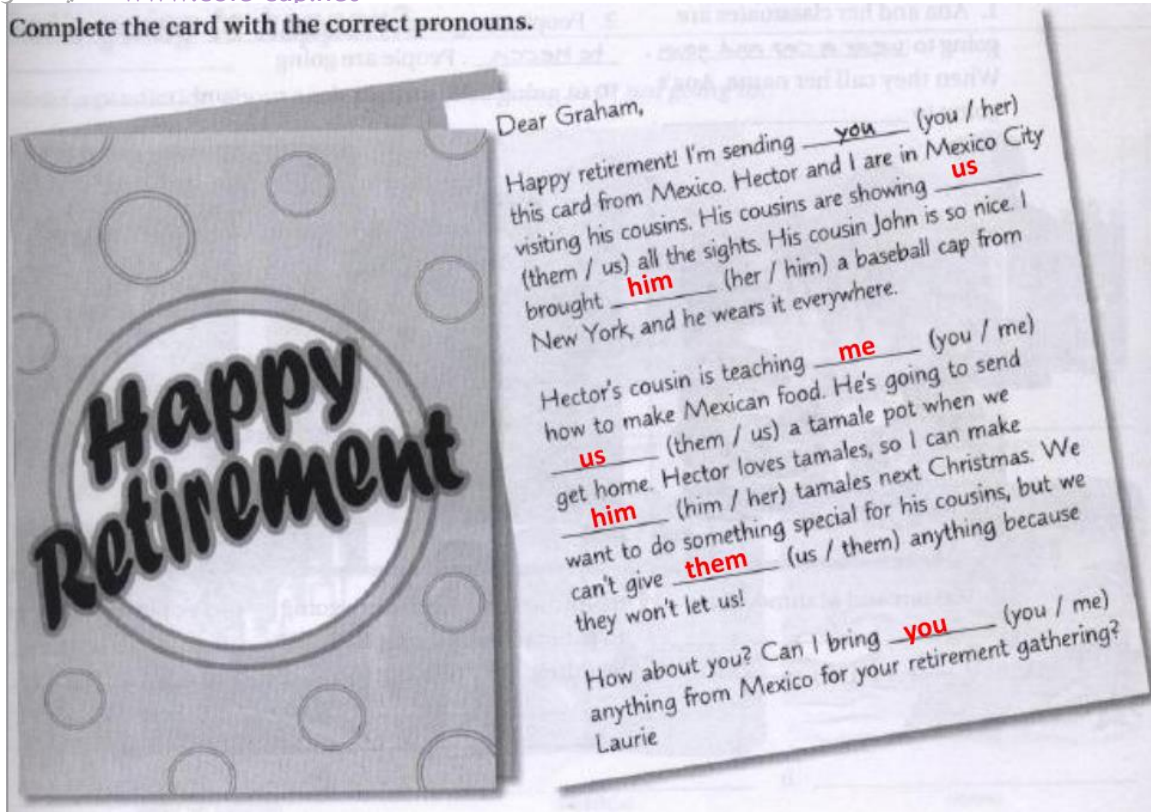 Complete the card with the correct pronouns.
Happy
Retirement
Dear Graham,
Happy retirement! I'm sending you (you / her)
this card from Mexico. Hector and I are in Mexico City
visiting his cousins. His cousins are showing us
(them / us) all the sights. His cousin John is so nice. I
brought him (her / him) a baseball cap from
New York, and he wears it everywhere.
Hector's cousin is teaching me (you / me)
how to make Mexican food. He's going to send
us (them / us) a tamale pot when we
get home. Hector loves tamales, so I can make
him (him / her) tamales next Christmas. We
want to do something special for his cousins, but we
can't give them (us / them) anything because
they won't let us!
How about you? Can I bring you (you / me)
anything from Mexico for your retirement gathering?
Laurie